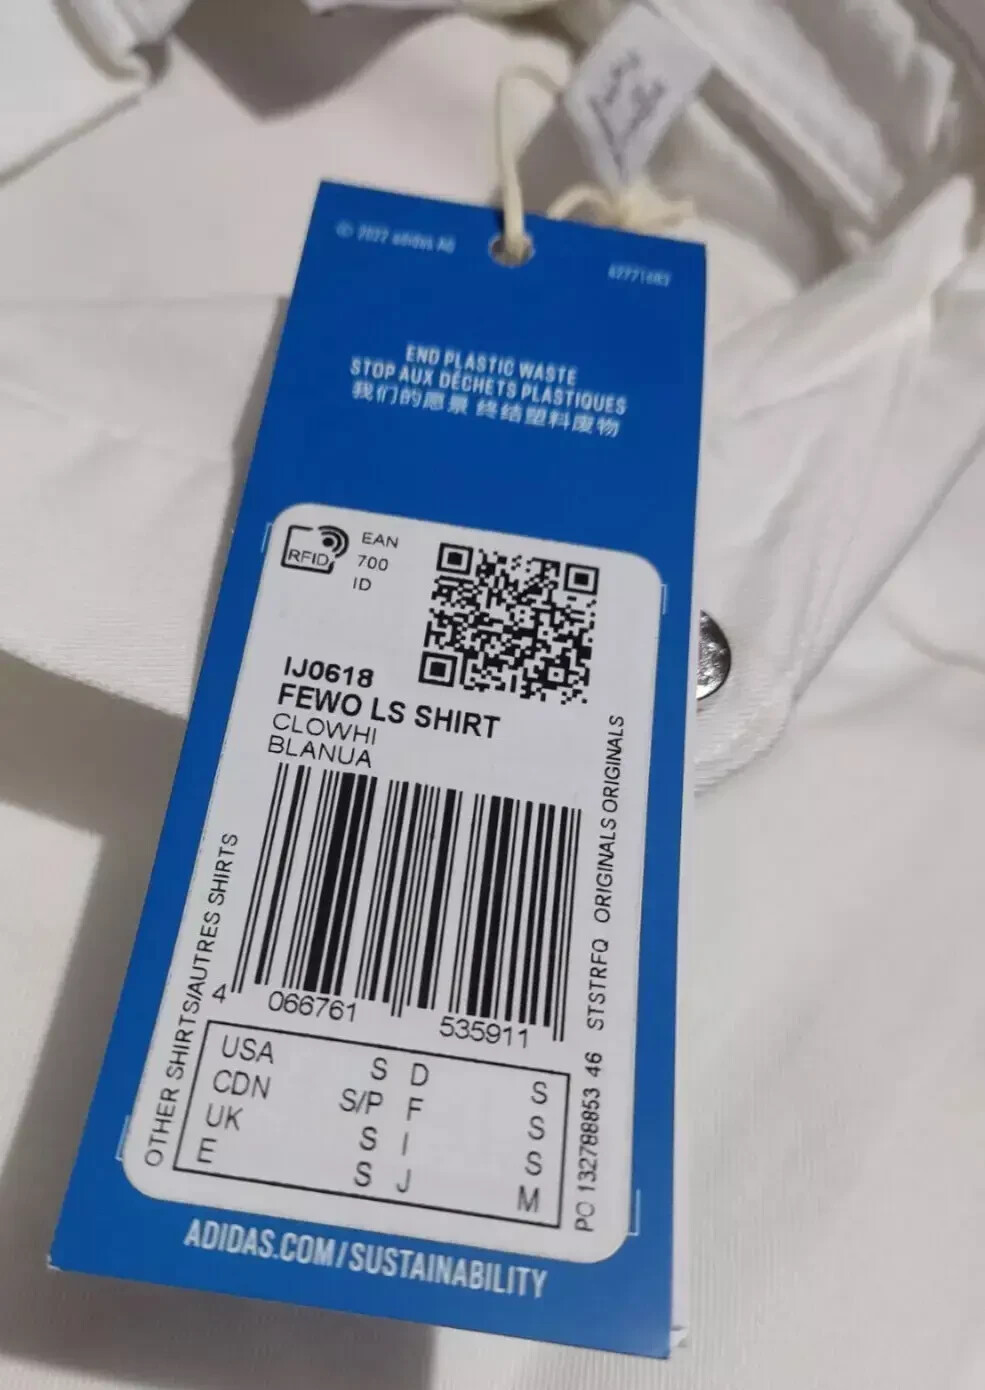 © 2022 adidas AG
62771683
END PLASTIC WASTE
STOP AUX DÉCHETS PLASTIQUES
我们的愿景 终结塑料废物
RFID
EAN
700
ID
IJ0618
FEWO LS SHIRT
CLOWHI
BLANUA
OTHER SHIRTS/AUTRES SHIRTS
4 066761 535911
STSTRFQ ORIGINALS ORIGINALS
PO 132788853 46
USA S D S
CDN S/P F S
UK S I S
E S J M
ADIDAS.COM/SUSTAINABILITY